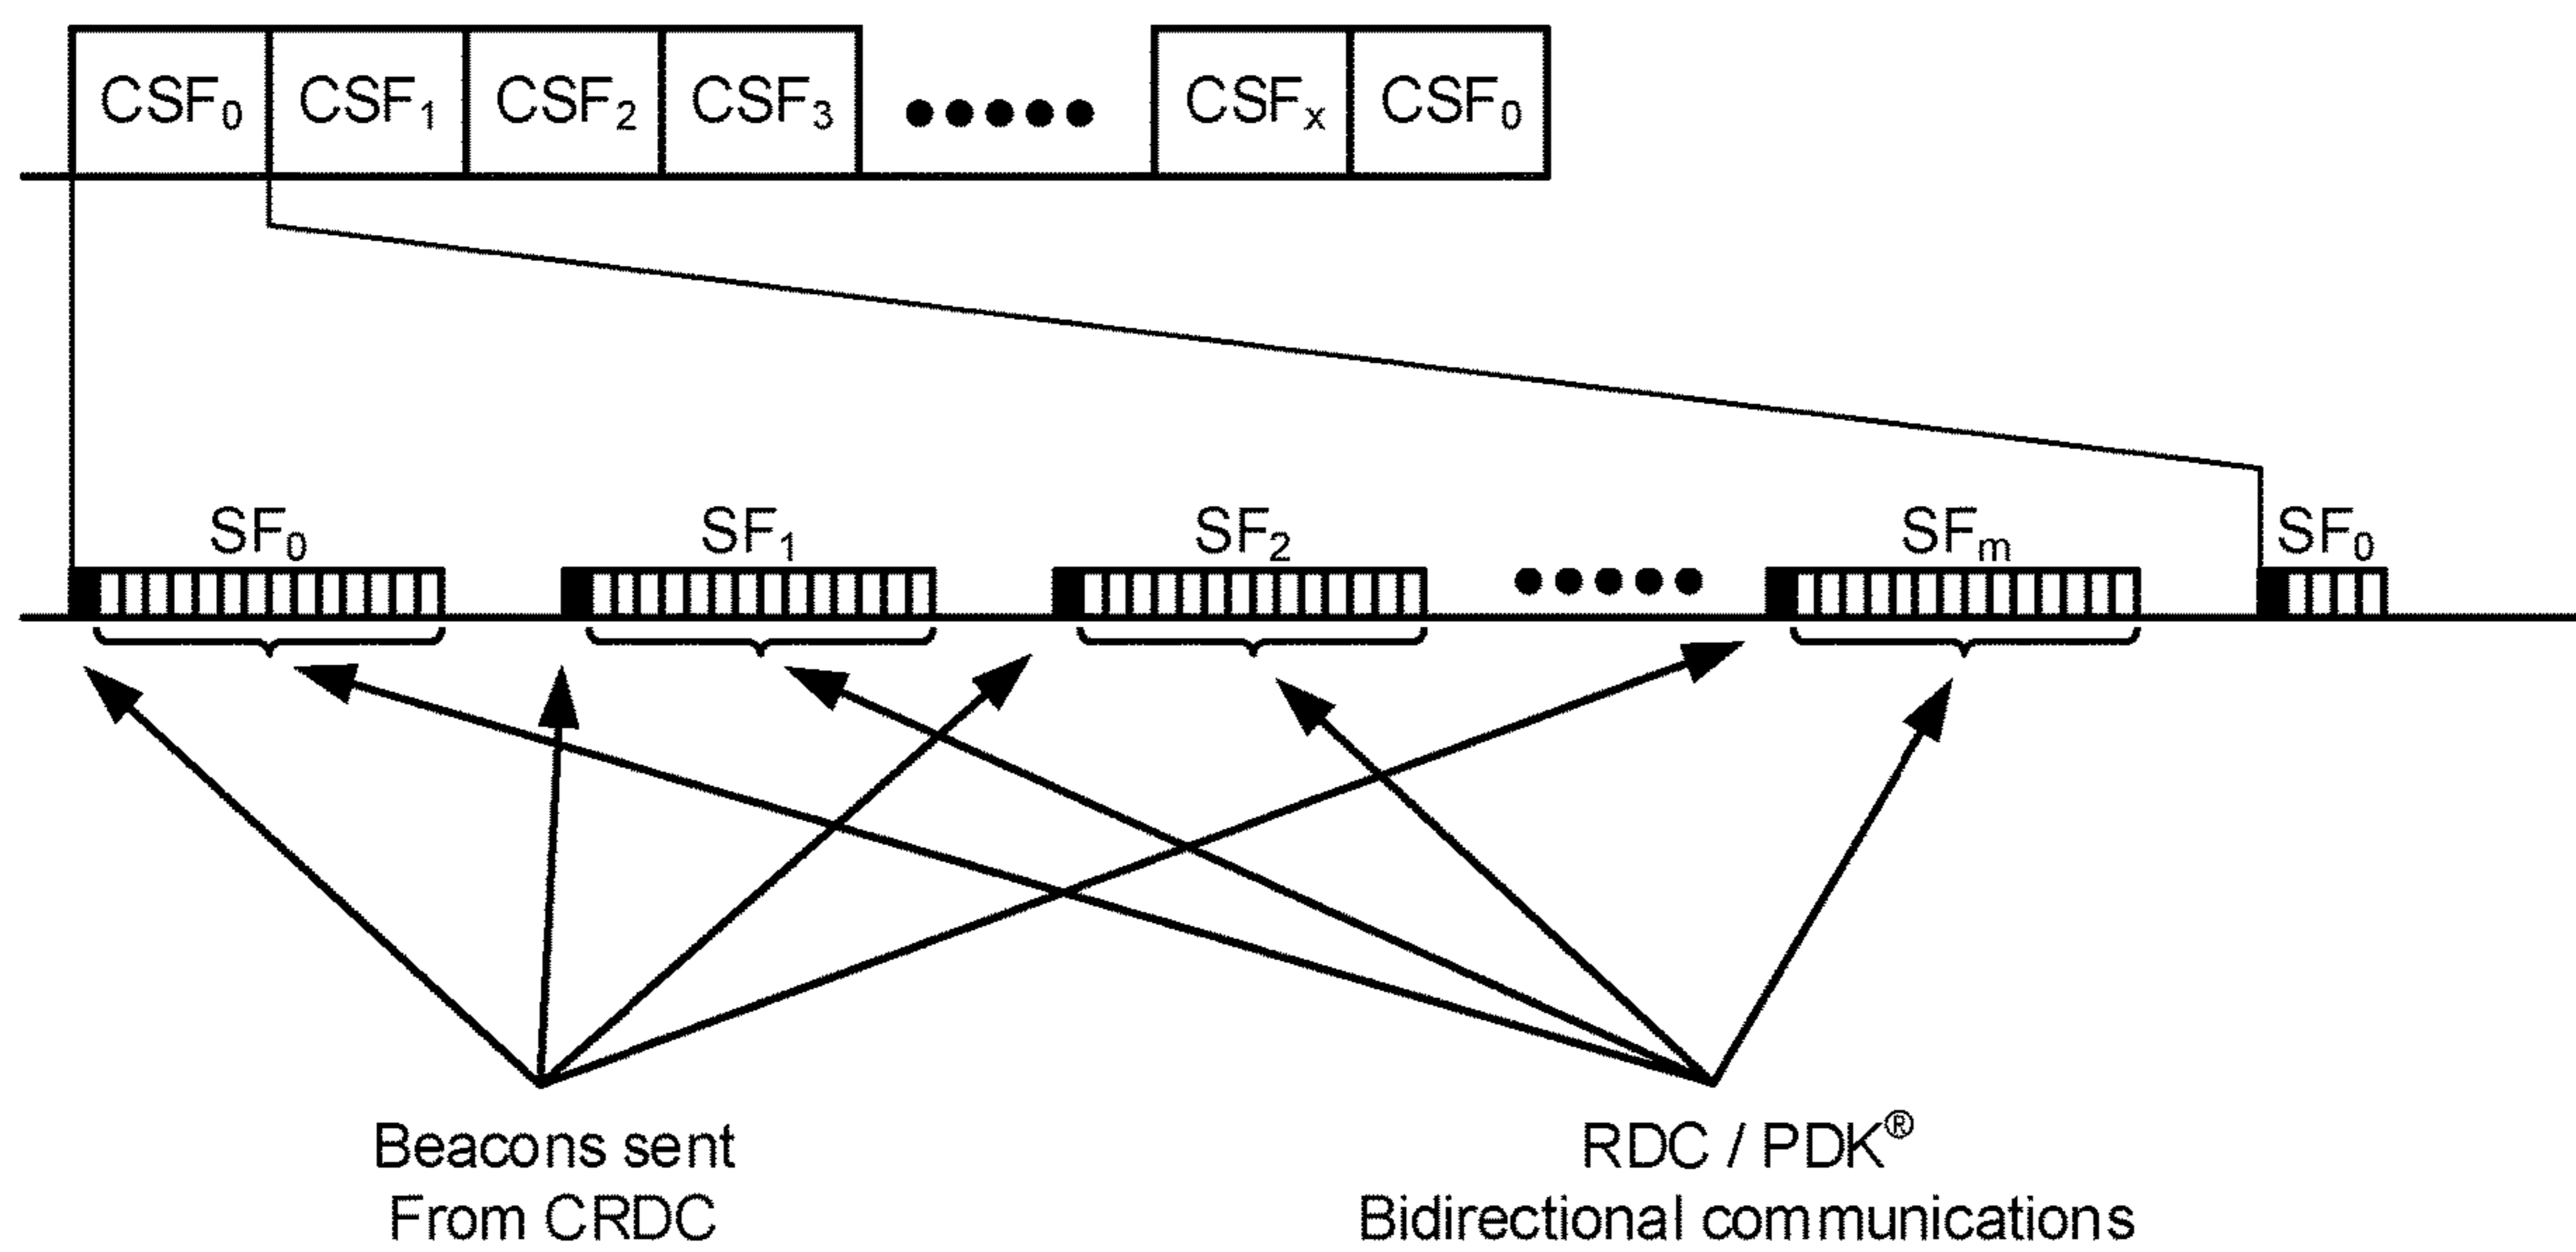 CSF₀ CSF₁ CSF₂ CSF₃ ●●●●● CSFₓ CSF₀
SF₀ SF₁ SF₂ ●●●●● SFₘ SF₀
Beacons sent
From CRDC
RDC / PDK®
Bidirectional communications